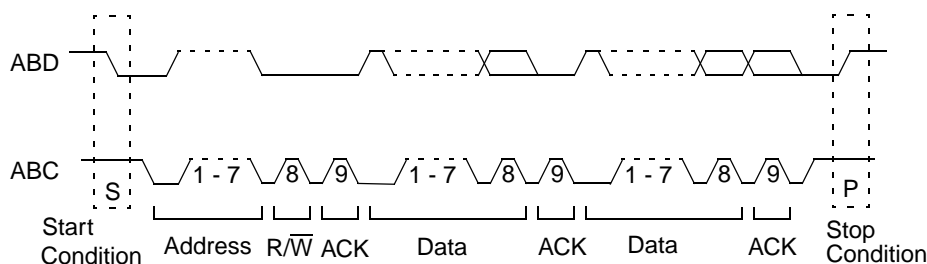 ABD
ABC
1 - 7 8 9 1 - 7 8 9 1 - 7 8 9
S P
Start
Condition
Address R/W̅ ACK Data ACK Data ACK
Stop
Condition